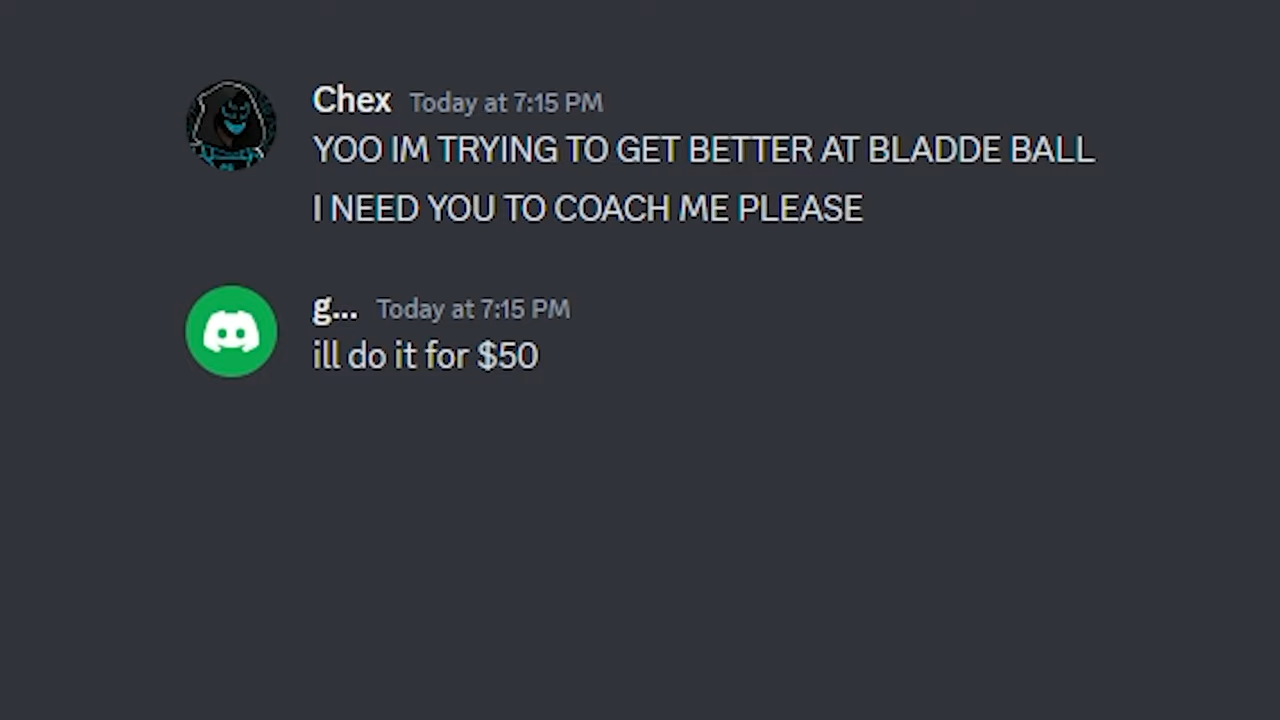 Chex Today at 7:15 PM
YOO IM TRYING TO GET BETTER AT BLADDE BALL
I NEED YOU TO COACH ME PLEASE
g... Today at 7:15 PM
ill do it for $50